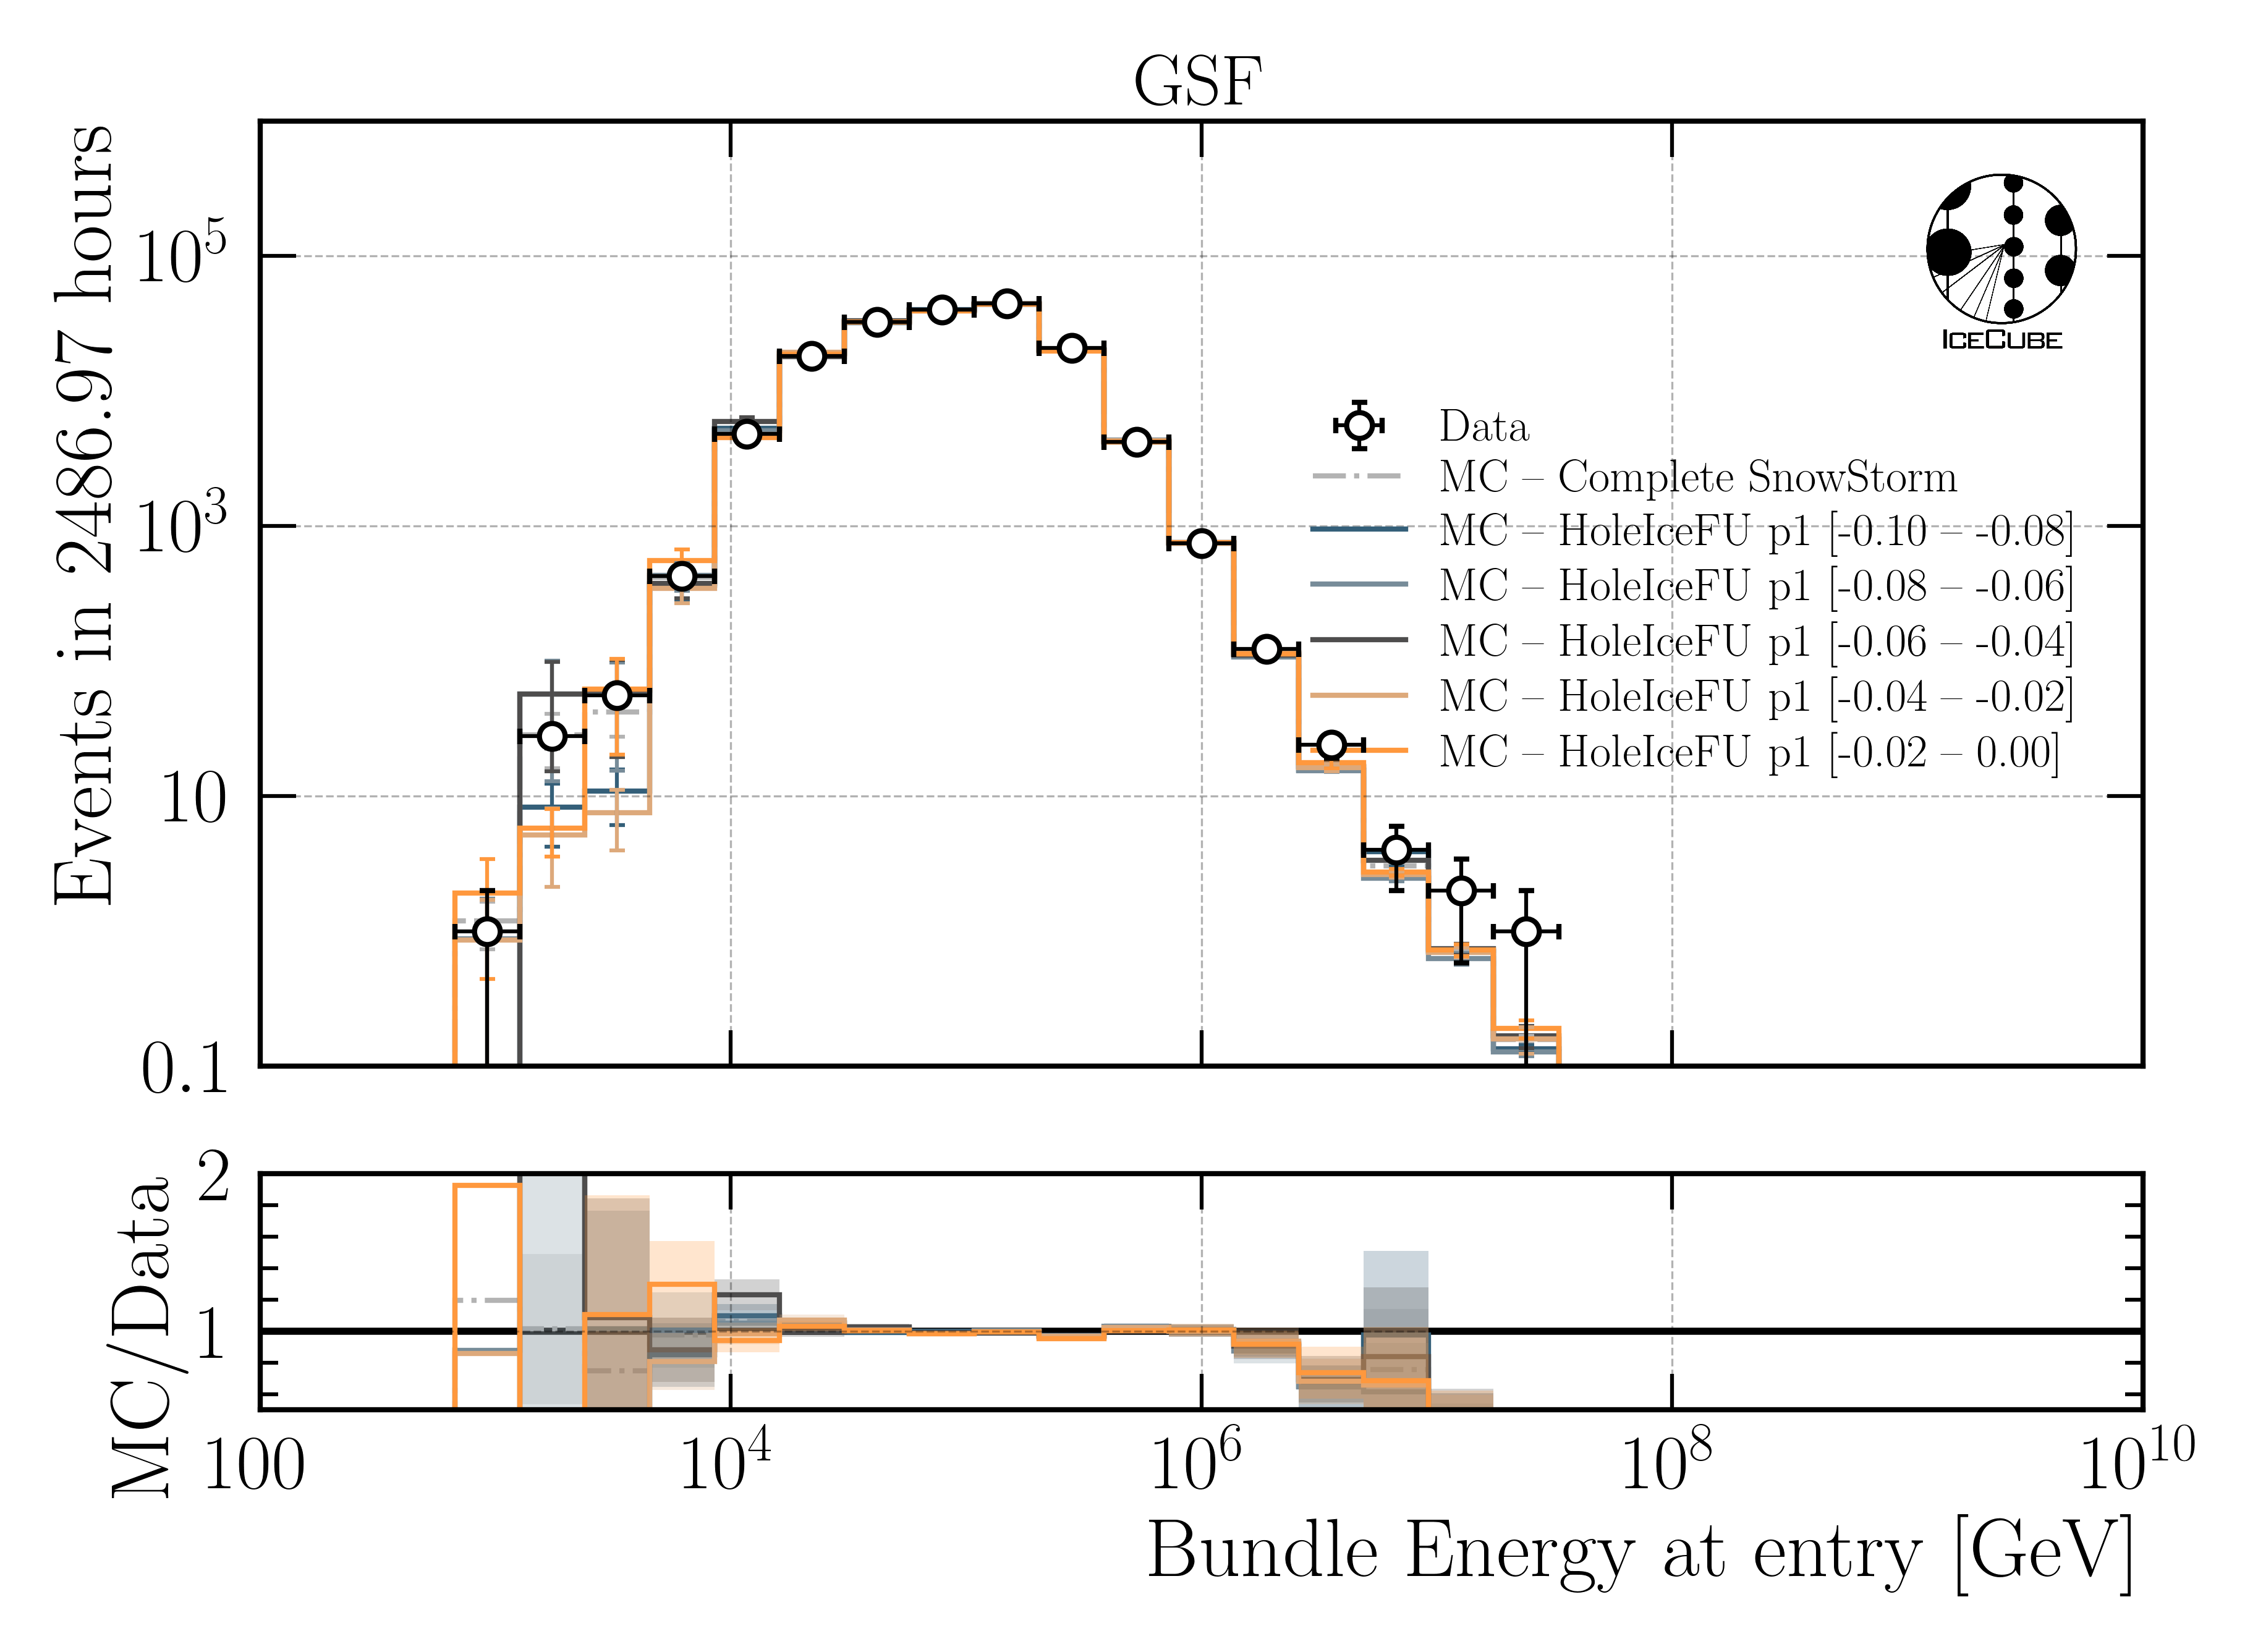 GSF
Events in 2486.97 hours
10^5
10^3
10
0.1
ICECUBE
Data
MC – Complete SnowStorm
MC – HoleIceFU p1 [-0.10 – -0.08]
MC – HoleIceFU p1 [-0.08 – -0.06]
MC – HoleIceFU p1 [-0.06 – -0.04]
MC – HoleIceFU p1 [-0.04 – -0.02]
MC – HoleIceFU p1 [-0.02 – 0.00]
MC/Data
2
1
100 10^4 10^6 10^8 10^10
Bundle Energy at entry [GeV]